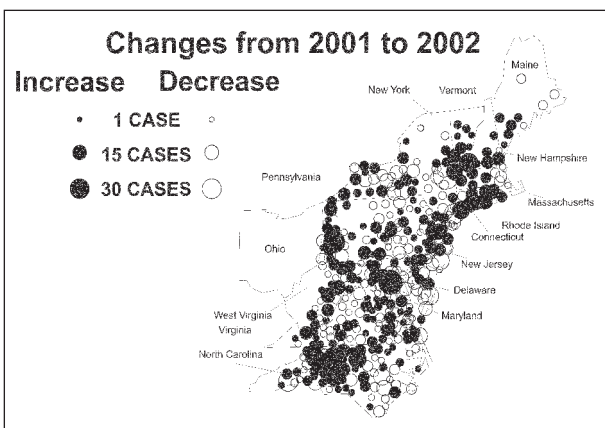 Changes from 2001 to 2002
Increase Decrease
1 CASE
15 CASES
30 CASES
Maine
New York
Vermont
New Hampshire
Pennsylvania
Massachusetts
Rhode Island
Connecticut
Ohio
New Jersey
Delaware
West Virginia
Maryland
Virginia
North Carolina